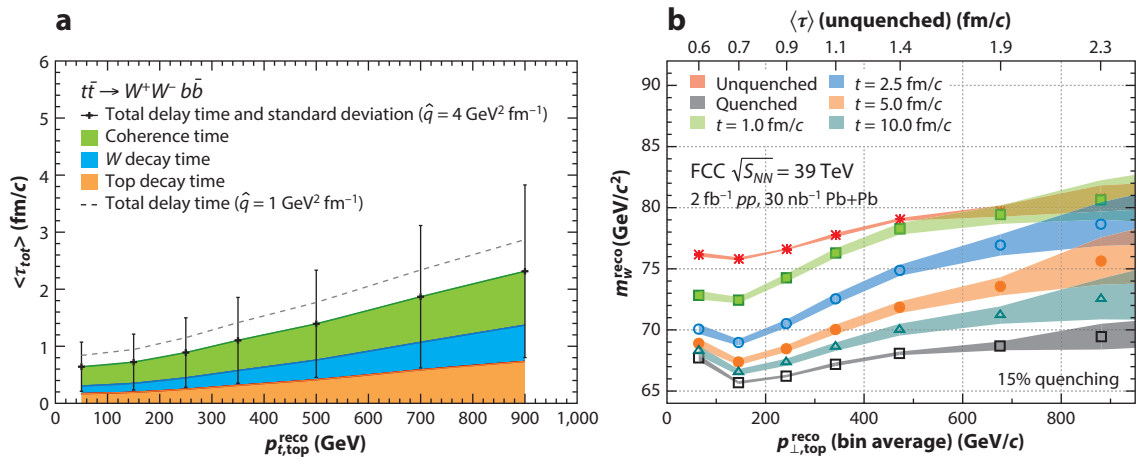 a
6
5
4
3
2
1
0
<τtot> (fm/c)
tt̄ → W⁺W⁻ bb̄
Total delay time and standard deviation (q̂ = 4 GeV² fm⁻¹)
Coherence time
W decay time
Top decay time
Total delay time (q̂ = 1 GeV² fm⁻¹)
0 100 200 300 400 500 600 700 800 900 1,000
p reco t,top (GeV)
b
⟨τ⟩ (unquenched) (fm/c)
0.6 0.7 0.9 1.1 1.4 1.9 2.3
90
85
80
75
70
65
m reco w (GeV/c²)
Unquenched
Quenched
t = 1.0 fm/c
t = 2.5 fm/c
t = 5.0 fm/c
t = 10.0 fm/c
FCC √SNN = 39 TeV
2 fb⁻¹ pp, 30 nb⁻¹ Pb+Pb
15% quenching
0 200 400 600 800
p reco ⊥,top (bin average) (GeV/c)